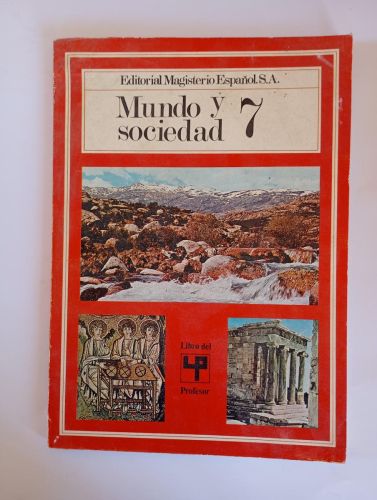 Editorial Magisterio Español, S.A.
Mundo y 7
sociedad
Libro del
Profesor